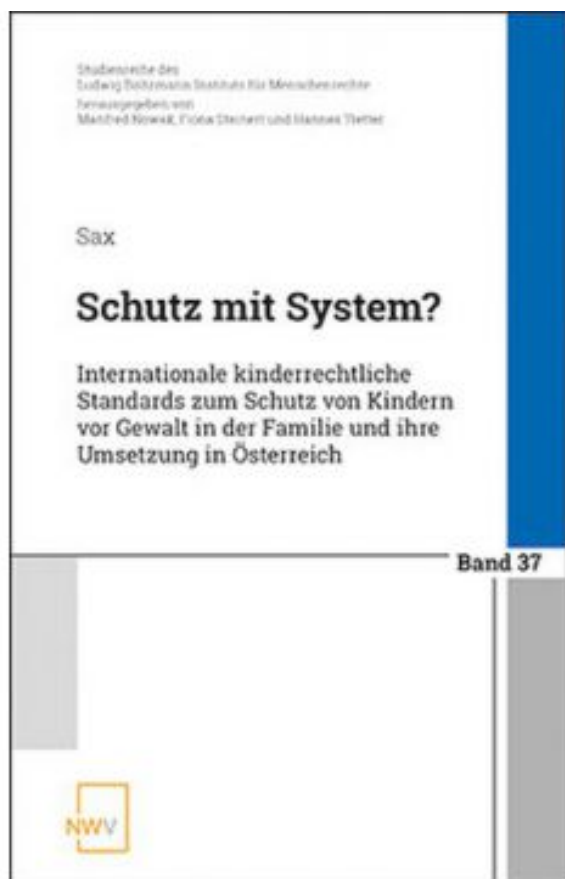 Studienreihe des
Ludwig Boltzmann Instituts für Menschenrechte
herausgegeben von
Manfred Nowak, Fiona Steinert und Hannes Tretter
Sax
Schutz mit System?
Internationale kinderrechtliche
Standards zum Schutz von Kindern
vor Gewalt in der Familie und ihre
Umsetzung in Österreich
Band 37
NWV